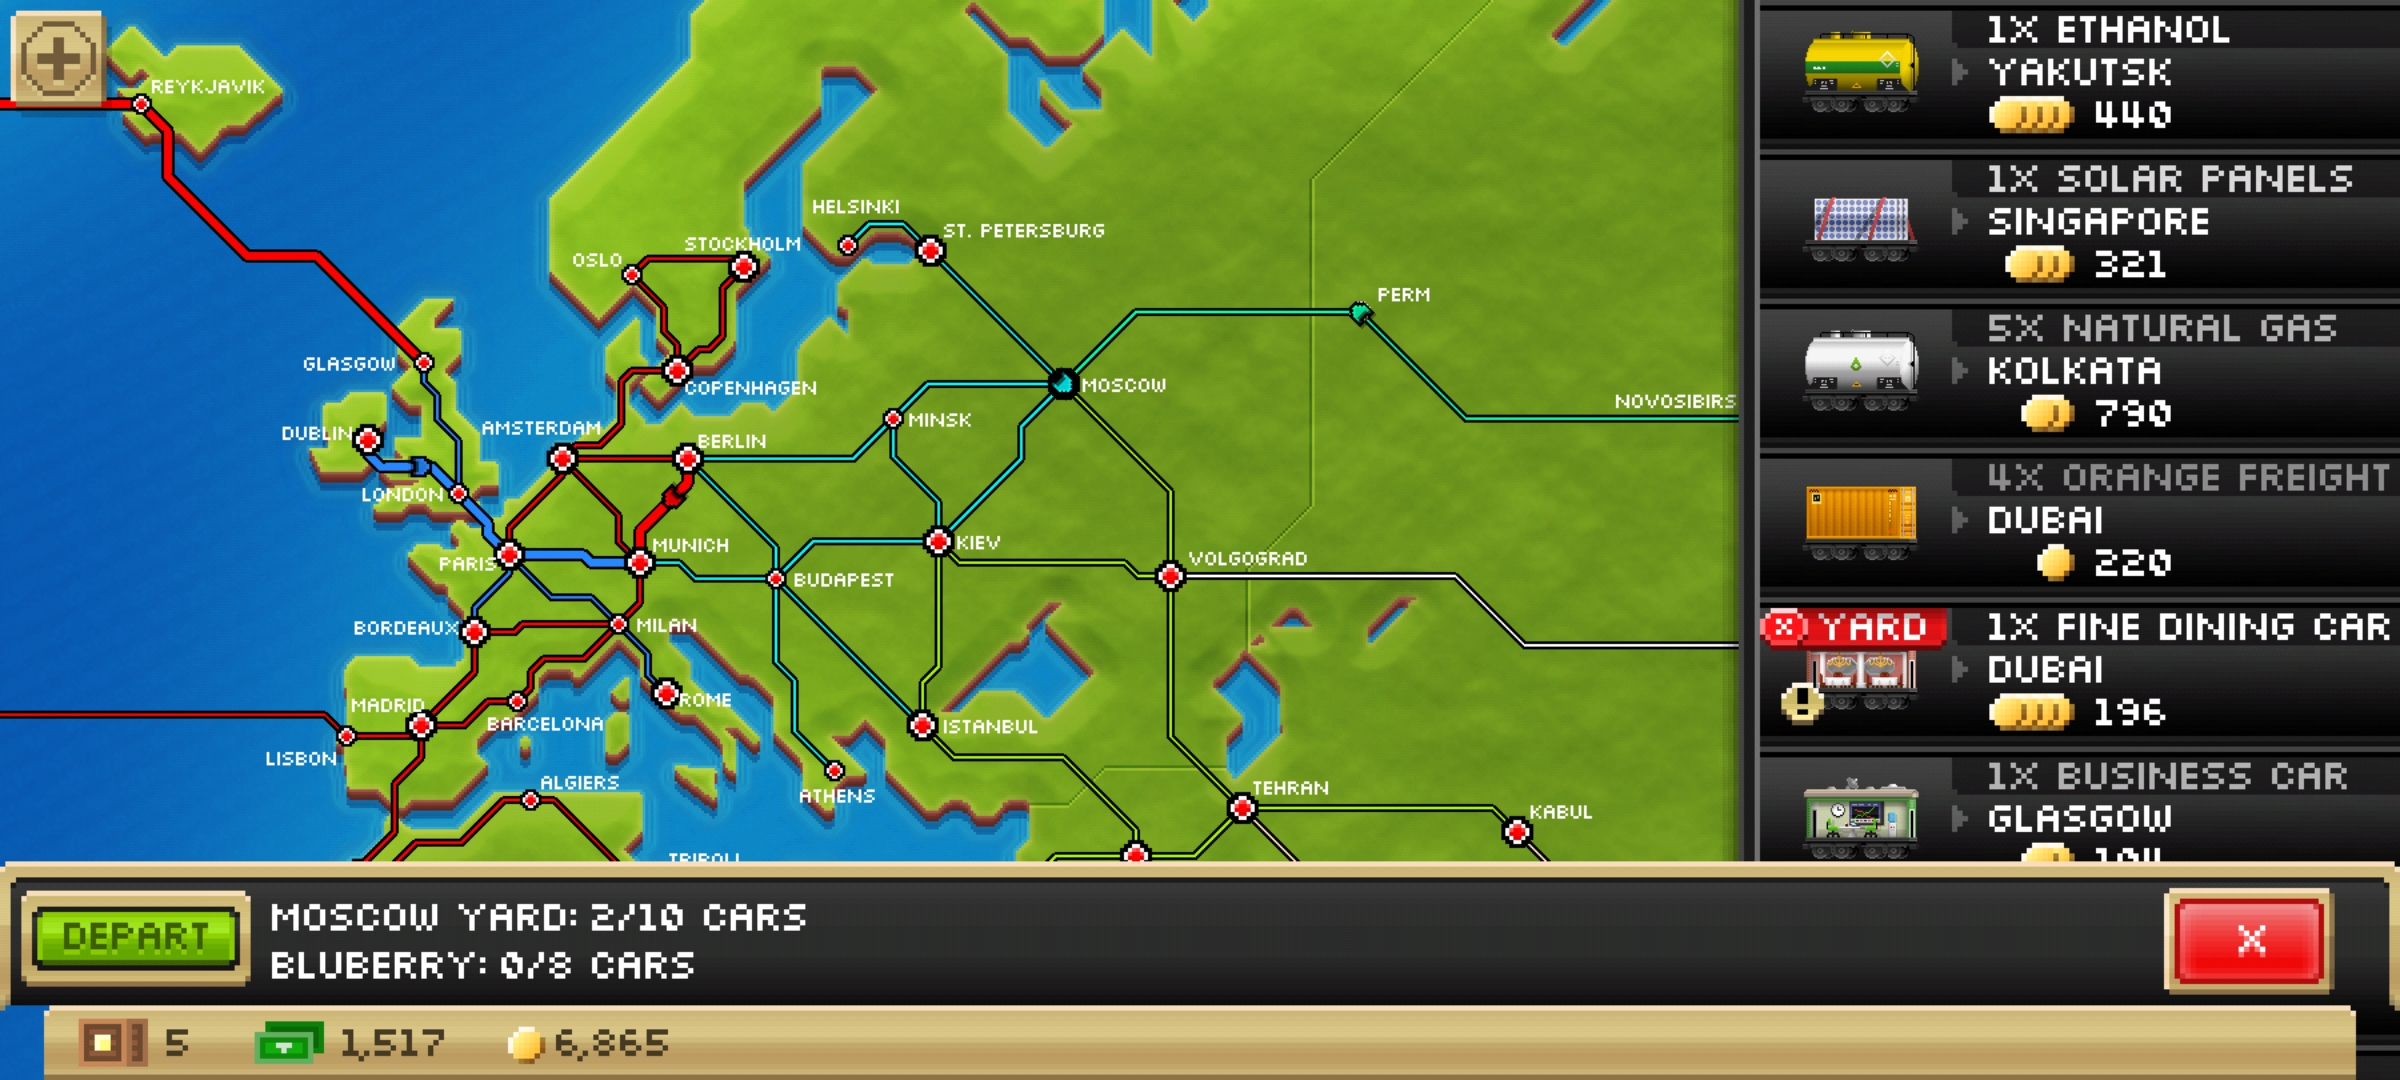 REYKJAVIK
HELSINKI
ST. PETERSBURG
STOCKHOLM
OSLO
PERM
GLASGOW
COPENHAGEN
MOSCOW
NOVOSIBIRS
MINSK
DUBLIN
AMSTERDAM
BERLIN
LONDON
MUNICH
KIEV
PARIS
BUDAPEST
VOLGOGRAD
BORDEAUX
MILAN
MADRID
ROME
BARCELONA
ISTANBUL
LISBON
ALGIERS
ATHENS
TEHRAN
KABUL
TRIPOLI
1X ETHANOL
YAKUTSK
440
1X SOLAR PANELS
SINGAPORE
321
5X NATURAL GAS
KOLKATA
790
4X ORANGE FREIGHT
DUBAI
220
X YARD
1X FINE DINING CAR
DUBAI
!
196
1X BUSINESS CAR
GLASGOW
104
DEPART
MOSCOW YARD: 2/10 CARS
BLUBERRY: 0/8 CARS
X
5
1,517
6,865